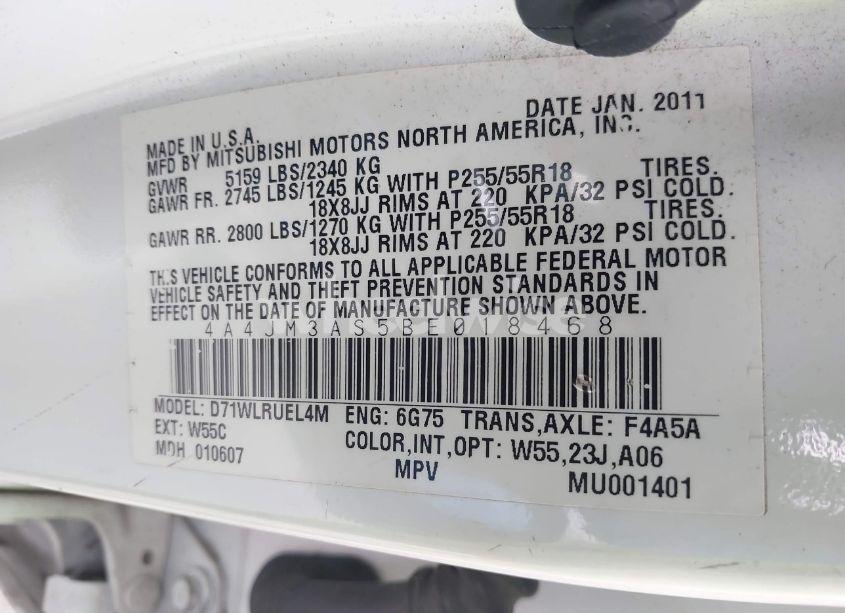 DATE JAN. 2011
MADE IN U.S.A.
MFD BY MITSUBISHI MOTORS NORTH AMERICA, INC.
GVWR 5159 LBS/2340 KG
GAWR FR. 2745 LBS/1245 KG WITH P255/55R18 TIRES.
18X8JJ RIMS AT 220 KPA/32 PSI COLD.
GAWR RR. 2800 LBS/1270 KG WITH P255/55R18 TIRES.
18X8JJ RIMS AT 220 KPA/32 PSI COLD.
THIS VEHICLE CONFORMS TO ALL APPLICABLE FEDERAL MOTOR
VEHICLE SAFETY AND THEFT PREVENTION STANDARDS IN
EFFECT ON THE DATE OF MANUFACTURE SHOWN ABOVE.
4A4JM3AS5BE018468
MODEL: D71WLRUEL4M ENG: 6G75 TRANS,AXLE: F4A5A
EXT: W55C COLOR,INT,OPT: W55,23J,A06
MDH 010607 MPV MU001401